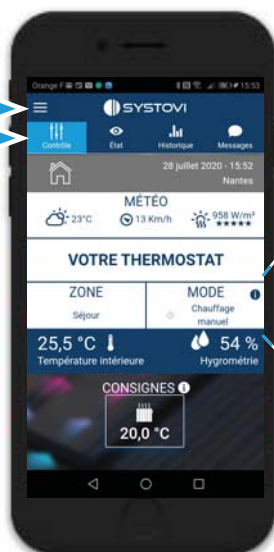 Orange F 15:53
SYSTOVI
Contrôle État Historique Messages
28 juillet 2020 - 15:52
Nantes
MÉTÉO
23°C 13 Km/h 958 W/m²
★★★★★
VOTRE THERMOSTAT
ZONE MODE
Séjour Chauffage
manuel
25,5 °C 54 %
Température intérieure Hygrométrie
CONSIGNES
20,0 °C